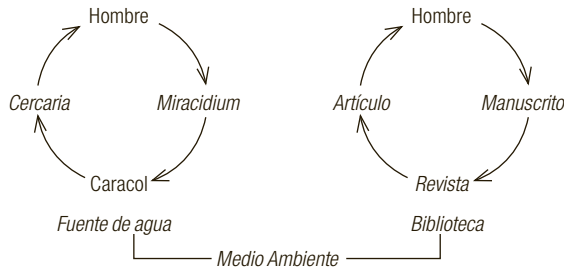 Hombre
Cercaria
Miracidium
Caracol
Fuente de agua
Hombre
Artículo
Manuscrito
Revista
Biblioteca
Medio Ambiente